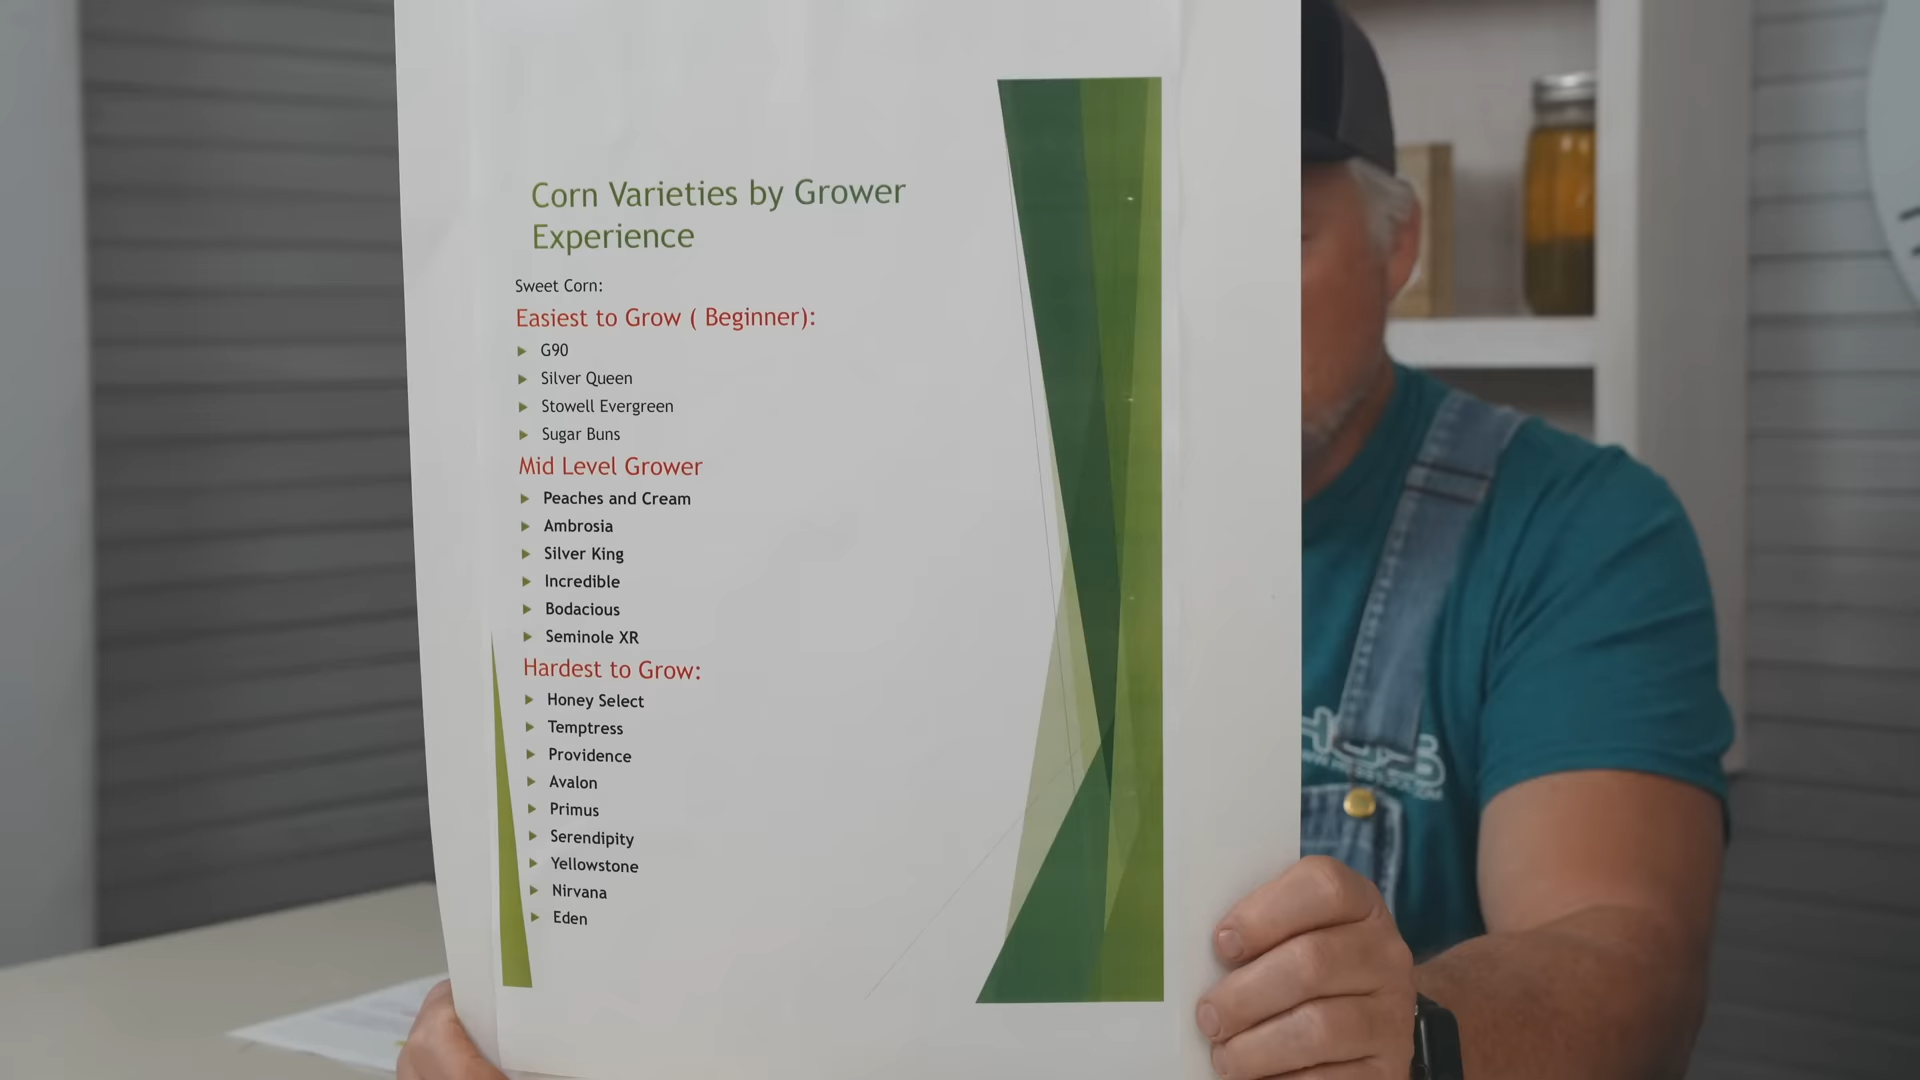 Corn Varieties by Grower
Experience
Sweet Corn:
Easiest to Grow ( Beginner):
G90
Silver Queen
Stowell Evergreen
Sugar Buns
Mid Level Grower
Peaches and Cream
Ambrosia
Silver King
Incredible
Bodacious
Seminole XR
Hardest to Grow:
Honey Select
Temptress
Providence
Avalon
Primus
Serendipity
Yellowstone
Nirvana
Eden